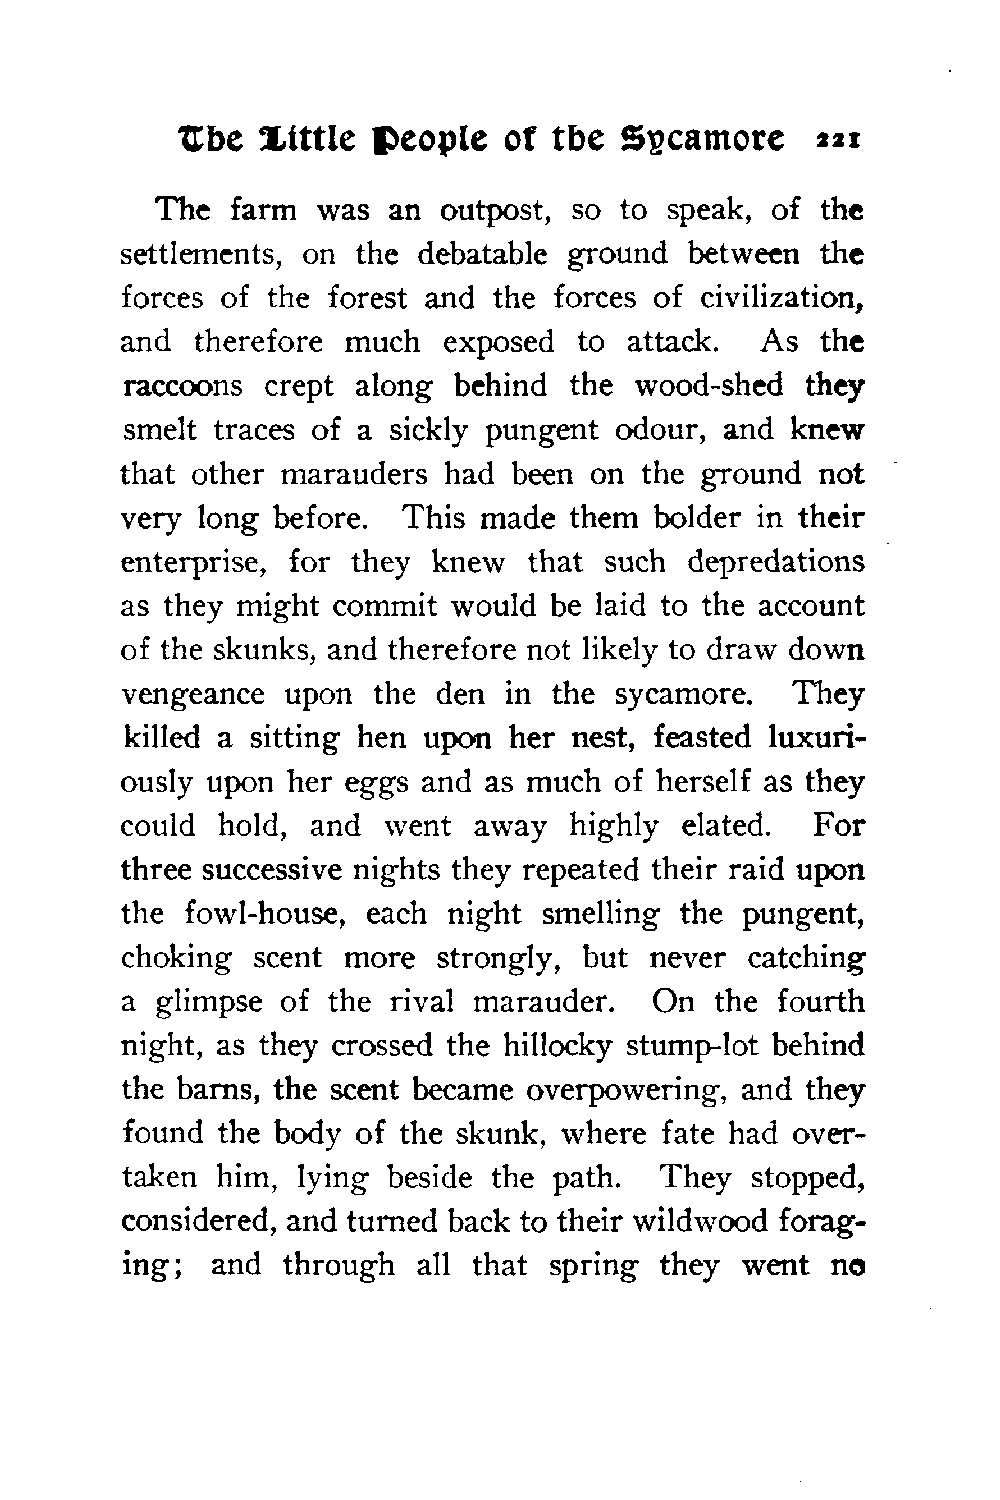 The Little People of the Sycamore 221
The farm was an outpost, so to speak, of the
settlements, on the debatable ground between the
forces of the forest and the forces of civilization,
and therefore much exposed to attack. As the
raccoons crept along behind the wood-shed they
smelt traces of a sickly pungent odour, and knew
that other marauders had been on the ground not
very long before. This made them bolder in their
enterprise, for they knew that such depredations
as they might commit would be laid to the account
of the skunks, and therefore not likely to draw down
vengeance upon the den in the sycamore. They
killed a sitting hen upon her nest, feasted luxuri-
ously upon her eggs and as much of herself as they
could hold, and went away highly elated. For
three successive nights they repeated their raid upon
the fowl-house, each night smelling the pungent,
choking scent more strongly, but never catching
a glimpse of the rival marauder. On the fourth
night, as they crossed the hillocky stump-lot behind
the barns, the scent became overpowering, and they
found the body of the skunk, where fate had over-
taken him, lying beside the path. They stopped,
considered, and turned back to their wildwood forag-
ing; and through all that spring they went no